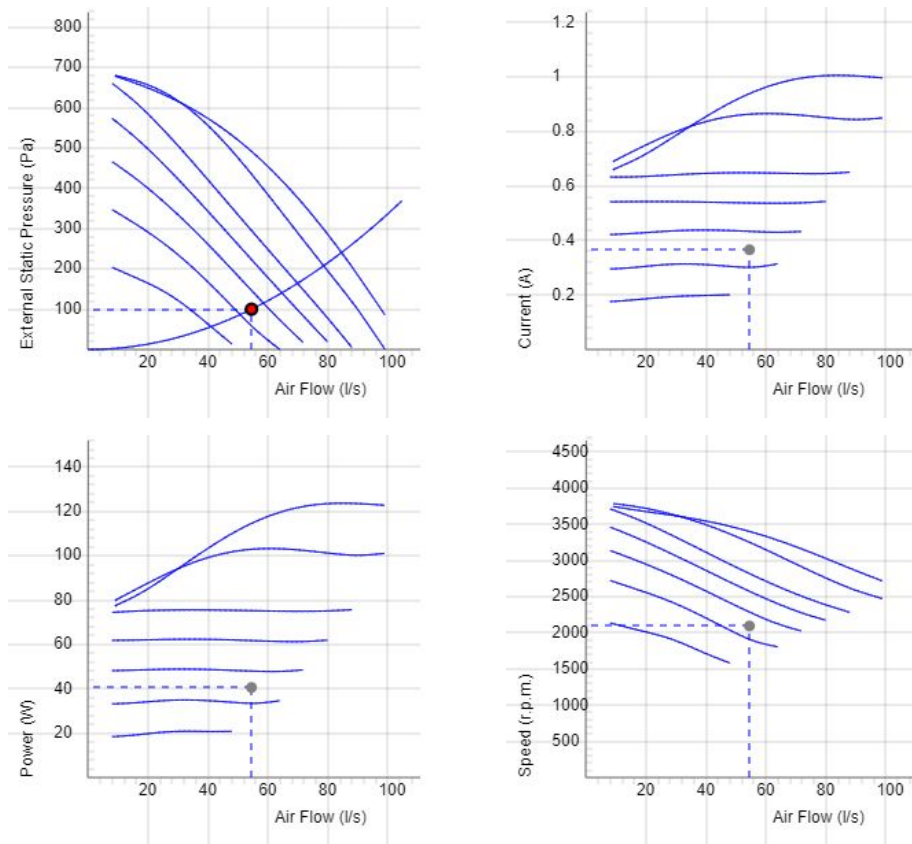 800
700
600
500
400
300
200
100
20 40 60 80 100
External Static Pressure (Pa)
Air Flow (l/s)
1.2
1
0.8
0.6
0.4
0.2
20 40 60 80 100
Current (A)
Air Flow (l/s)
140
120
100
80
60
40
20
20 40 60 80 100
Power (W)
Air Flow (l/s)
4500
4000
3500
3000
2500
2000
1500
1000
500
20 40 60 80 100
Speed (r.p.m.)
Air Flow (l/s)